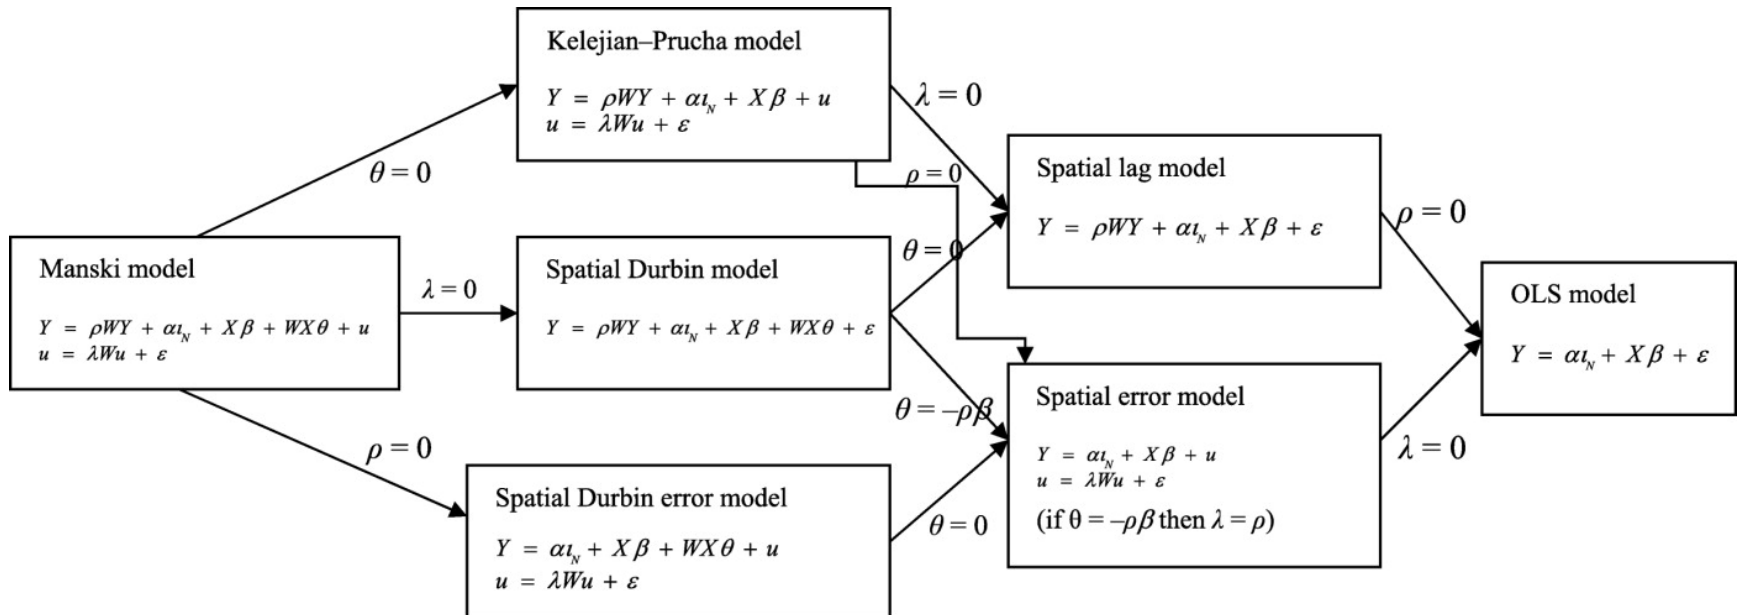 Kelejian–Prucha model
Y = ρWY + αι_N + Xβ + u
u = λWu + ε
λ = 0
θ = 0
ρ = 0
Spatial lag model
Y = ρWY + αι_N + Xβ + ε
ρ = 0
Manski model
Y = ρWY + αι_N + Xβ + WXθ + u
u = λWu + ε
λ = 0
Spatial Durbin model
Y = ρWY + αι_N + Xβ + WXθ + ε
θ = 0
OLS model
Y = αι_N + Xβ + ε
θ = –ρβ
Spatial error model
Y = αι_N + Xβ + u
u = λWu + ε
(if θ = –ρβ then λ = ρ)
λ = 0
ρ = 0
Spatial Durbin error model
Y = αι_N + Xβ + WXθ + u
u = λWu + ε
θ = 0